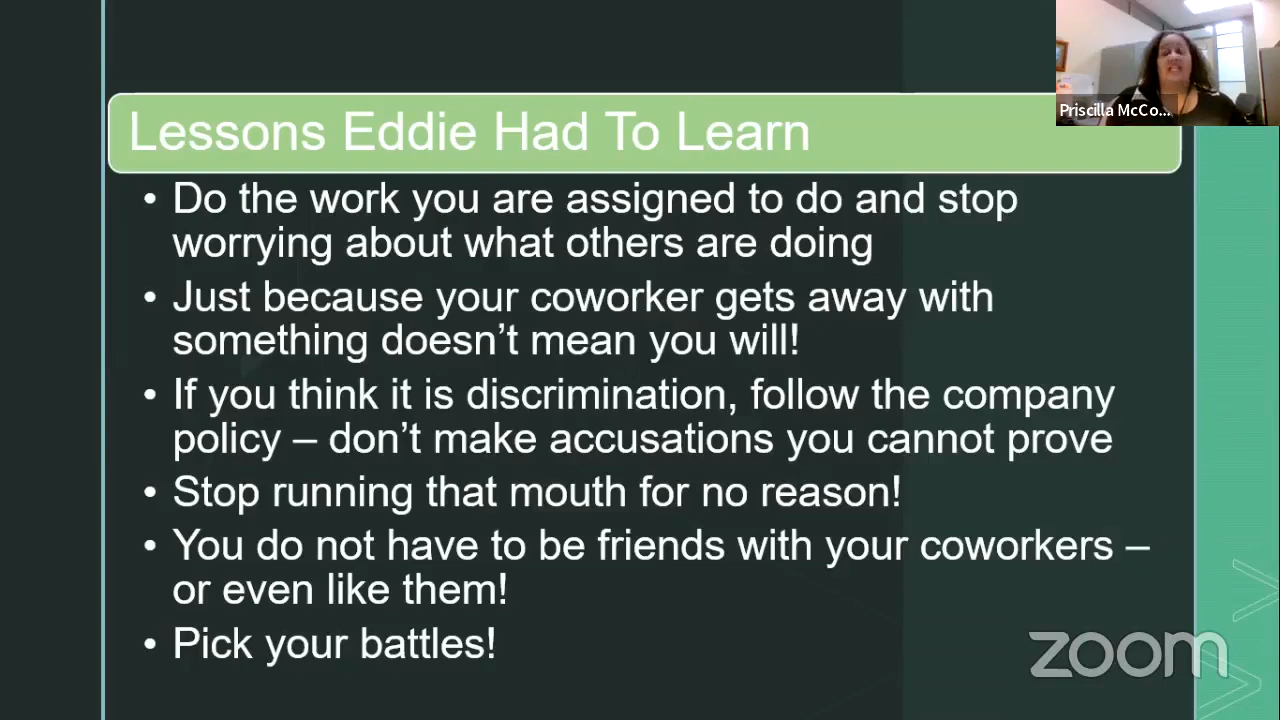 Priscilla McCo...
Lessons Eddie Had To Learn
• Do the work you are assigned to do and stop
worrying about what others are doing
• Just because your coworker gets away with
something doesn’t mean you will!
• If you think it is discrimination, follow the company
policy – don’t make accusations you cannot prove
• Stop running that mouth for no reason!
• You do not have to be friends with your coworkers –
or even like them!
• Pick your battles!
zoom